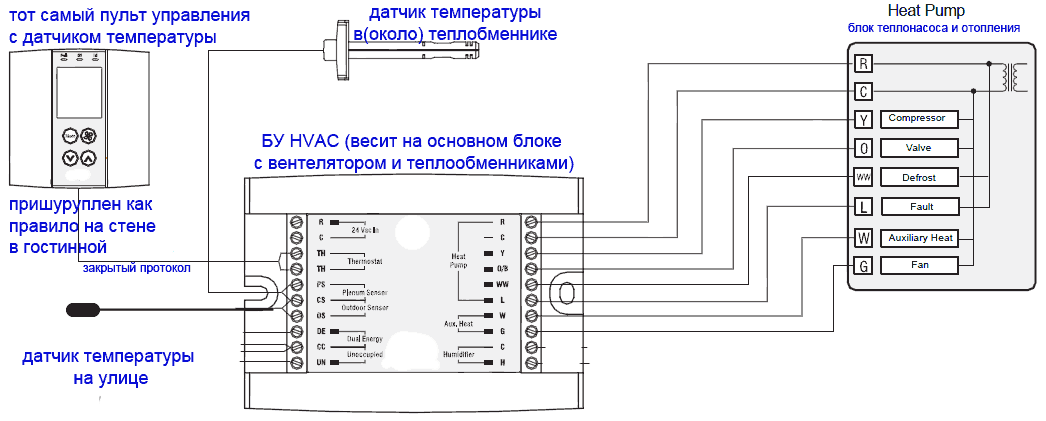 тот самый пульт управления
с датчиком температуры
датчик температуры
в(около) теплобменнике
Heat Pump
блок теплонасоса и отопления
БУ HVAC (весит на основном блоке
с вентелятором и теплообменниками)
пришуруплен как
правило на стене
в гостинной
закрытый протокол
датчик температуры
на улице
R
24 Vac In
C
TH
Thermostat
TH
PS
Plenum Sensor
CS
Outdoor Sensor
OS
DE
Dual Energy
CC
Unoccupied
UN
R
C
Heat
Pump
Y
O/B
WW
L
Aux. Heat
W
G
Humidifier
C
H
R
C
Y Compressor
O Valve
WW Defrost
L Fault
W Auxiliary Heat
G Fan